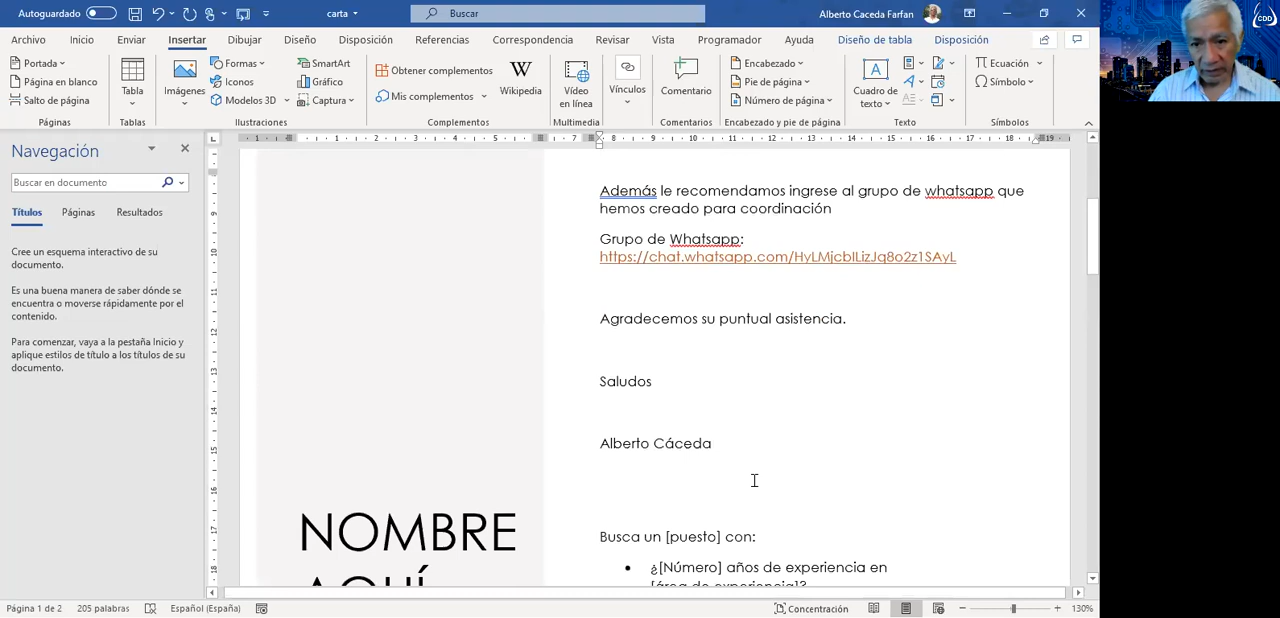 Autoguardado
carta
Buscar
Alberto Caceda Farfan
CDD
Archivo Inicio Enviar Insertar Dibujar Diseño Disposición Referencias Correspondencia Revisar Vista Programador Ayuda Diseño de tabla Disposición
Portada
Página en blanco
Salto de página
Páginas
Tabla
Tablas
Imágenes
Formas
Iconos
Modelos 3D
SmartArt
Gráfico
Captura
Ilustraciones
Obtener complementos
Mis complementos
Wikipedia
Complementos
Vídeo
en línea
Multimedia
Vínculos
Comentario
Comentarios
Encabezado
Pie de página
Número de página
Encabezado y pie de página
Cuadro de
texto
Texto
Ecuación
Símbolo
Símbolos
Navegación
Buscar en documento
Títulos Páginas Resultados
Cree un esquema interactivo de su
documento.
Es una buena manera de saber dónde se
encuentra o moverse rápidamente por el
contenido.
Para comenzar, vaya a la pestaña Inicio y
aplique estilos de título a los títulos de su
documento.
Además le recomendamos ingrese al grupo de whatsapp que
hemos creado para coordinación
Grupo de Whatsapp:
https://chat.whatsapp.com/HyLMjcbILizJq8o2z1SAyL
Agradecemos su puntual asistencia.
Saludos
Alberto Cáceda
NOMBRE
AQUÍ
Busca un [puesto] con:
• ¿[Número] años de experiencia en
[área de experiencia]?
Página 1 de 2 205 palabras Español (España) Concentración 130%